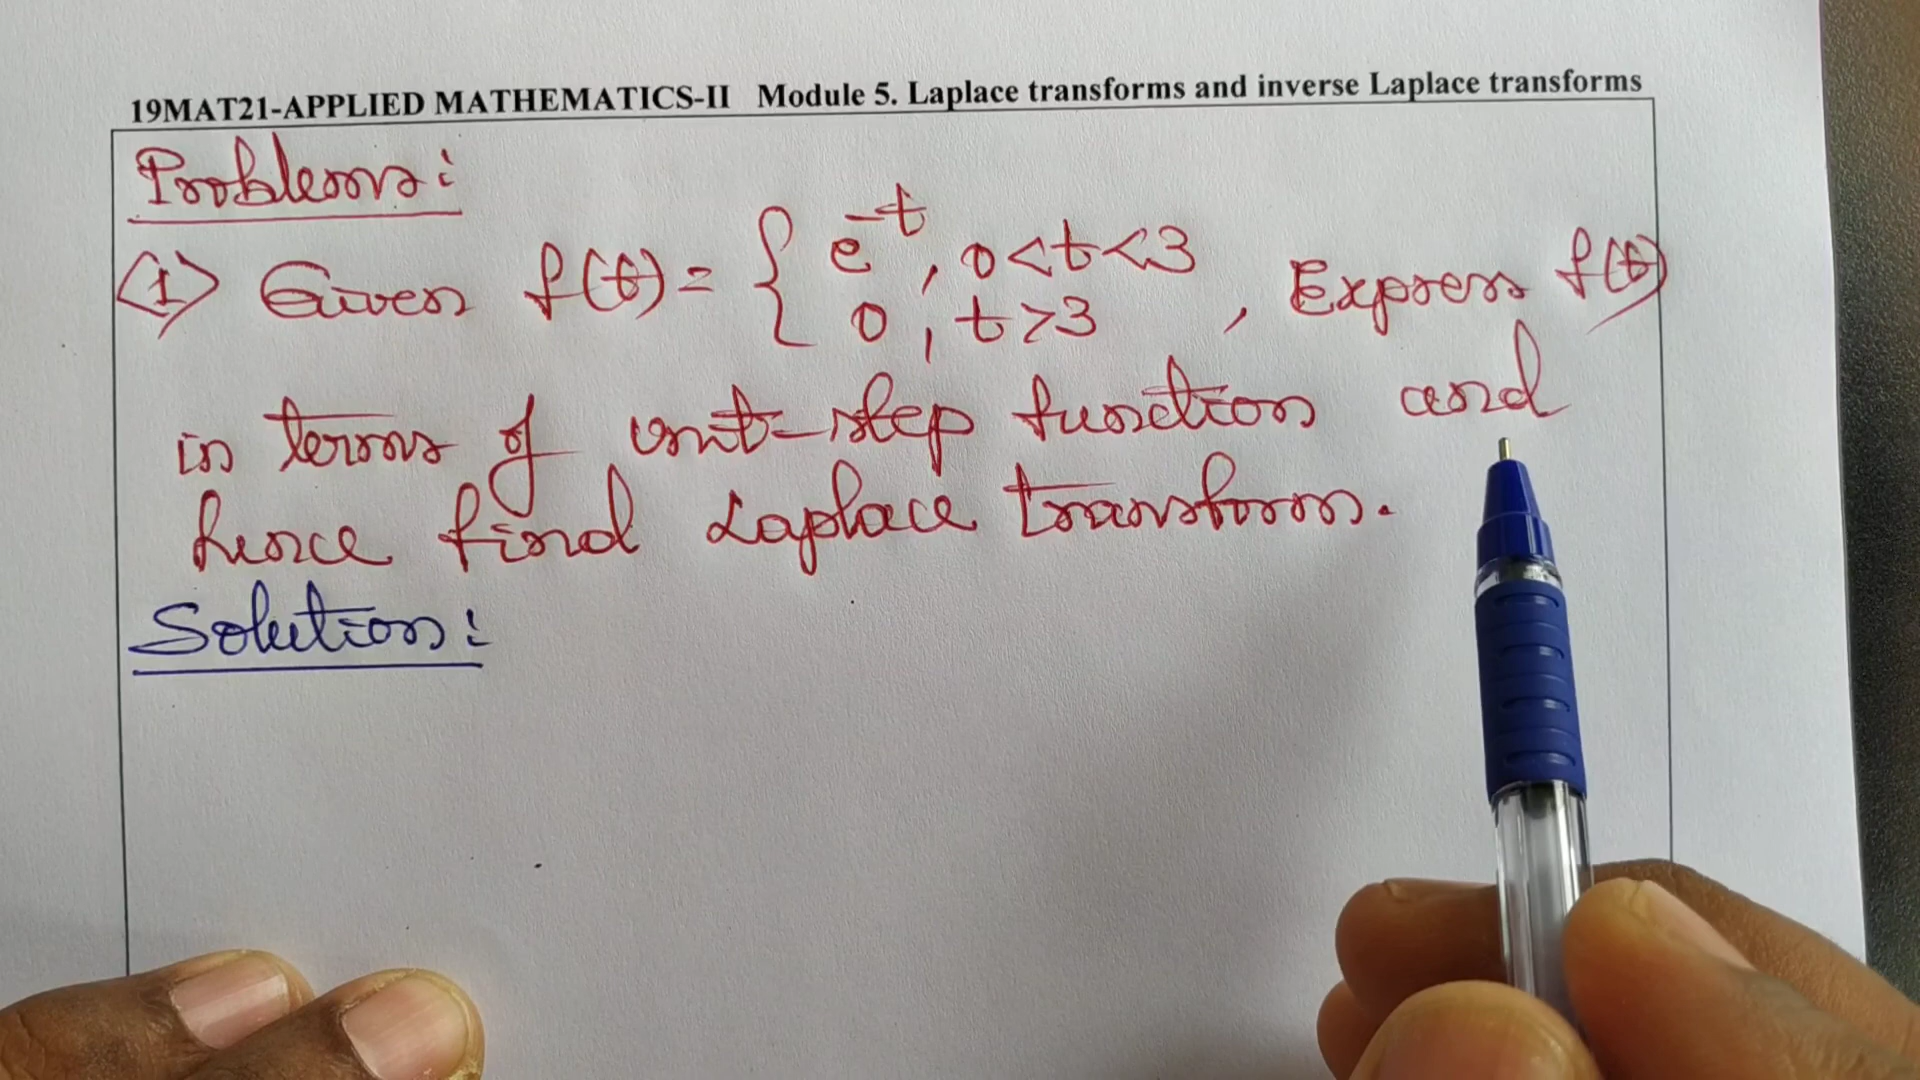 19MAT21-APPLIED MATHEMATICS-II Module 5. Laplace transforms and inverse Laplace transforms
Problems:
<1> Given f(t) = { e^-t, 0<t<3
0, t>3 , Express f(t)
in terms of unit-step function and
hence find Laplace transform.
Solution: